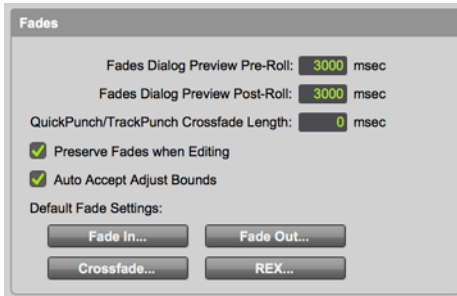 Fades
Fades Dialog Preview Pre-Roll: 3000 msec
Fades Dialog Preview Post-Roll: 3000 msec
QuickPunch/TrackPunch Crossfade Length: 0 msec
Preserve Fades when Editing
Auto Accept Adjust Bounds
Default Fade Settings:
Fade In... Fade Out...
Crossfade... REX...